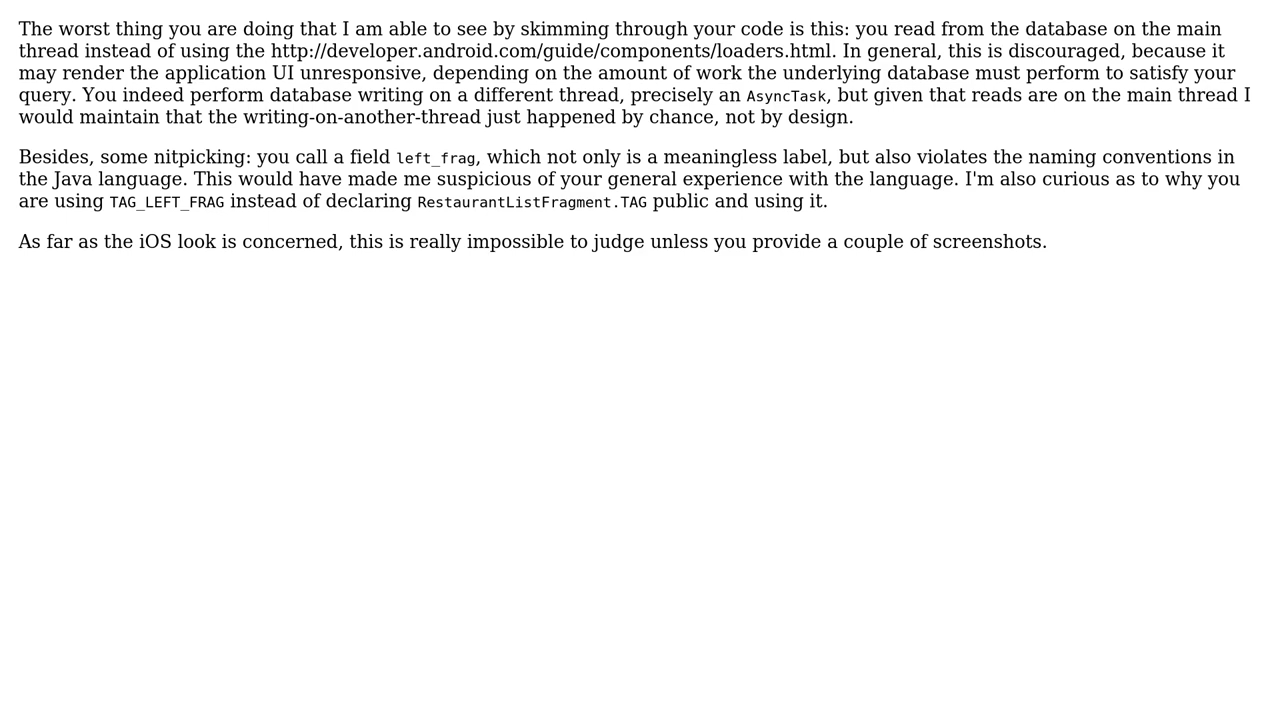 The worst thing you are doing that I am able to see by skimming through your code is this: you read from the database on the main
thread instead of using the http://developer.android.com/guide/components/loaders.html. In general, this is discouraged, because it
may render the application UI unresponsive, depending on the amount of work the underlying database must perform to satisfy your
query. You indeed perform database writing on a different thread, precisely an AsyncTask, but given that reads are on the main thread I
would maintain that the writing-on-another-thread just happened by chance, not by design.
Besides, some nitpicking: you call a field left_frag, which not only is a meaningless label, but also violates the naming conventions in
the Java language. This would have made me suspicious of your general experience with the language. I'm also curious as to why you
are using TAG_LEFT_FRAG instead of declaring RestaurantListFragment.TAG public and using it.
As far as the iOS look is concerned, this is really impossible to judge unless you provide a couple of screenshots.